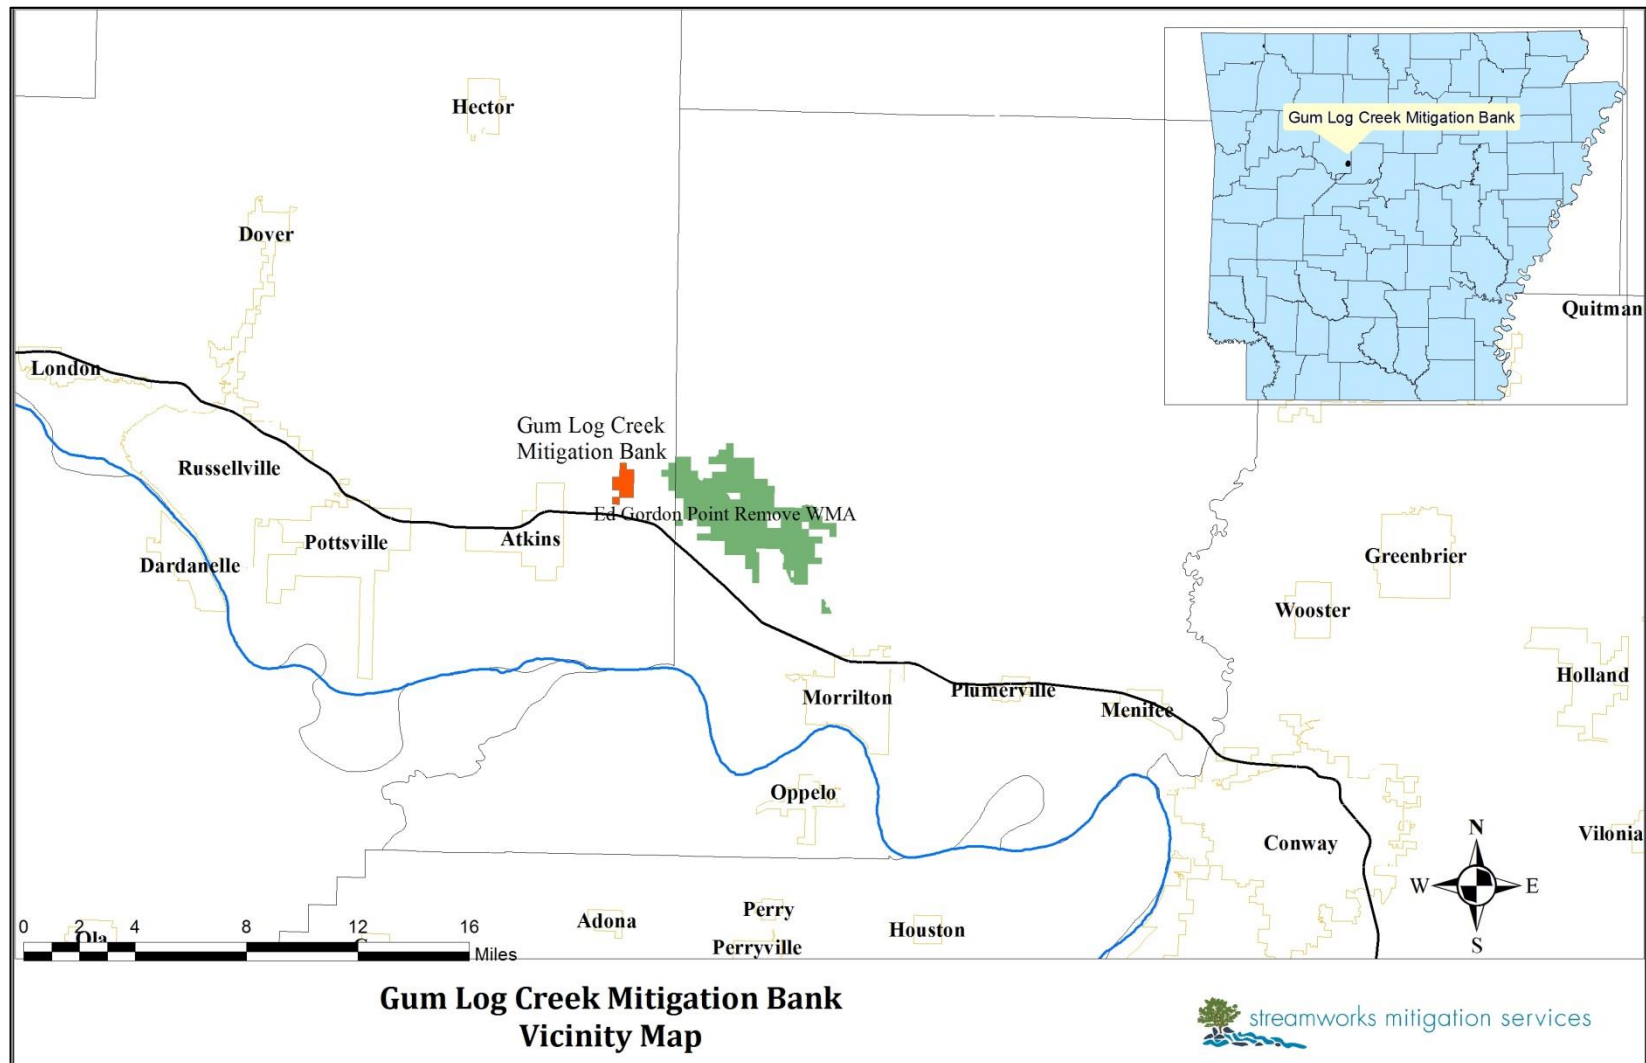 Hector
Gum Log Creek Mitigation Bank
Dover
Quitman
London
Gum Log Creek
Mitigation Bank
Russellville
Ed Gordon Point Remove WMA
Atkins
Pottsville
Dardanelle
Greenbrier
Wooster
Holland
Morrilton
Plumerville
Menifee
Oppelo
Conway
Vilonia
N
W
E
S
Adona
Perry
Houston
Perryville
0 2 4 8 12 16
Ola
Miles
Gum Log Creek Mitigation Bank
Vicinity Map
streamworks mitigation services